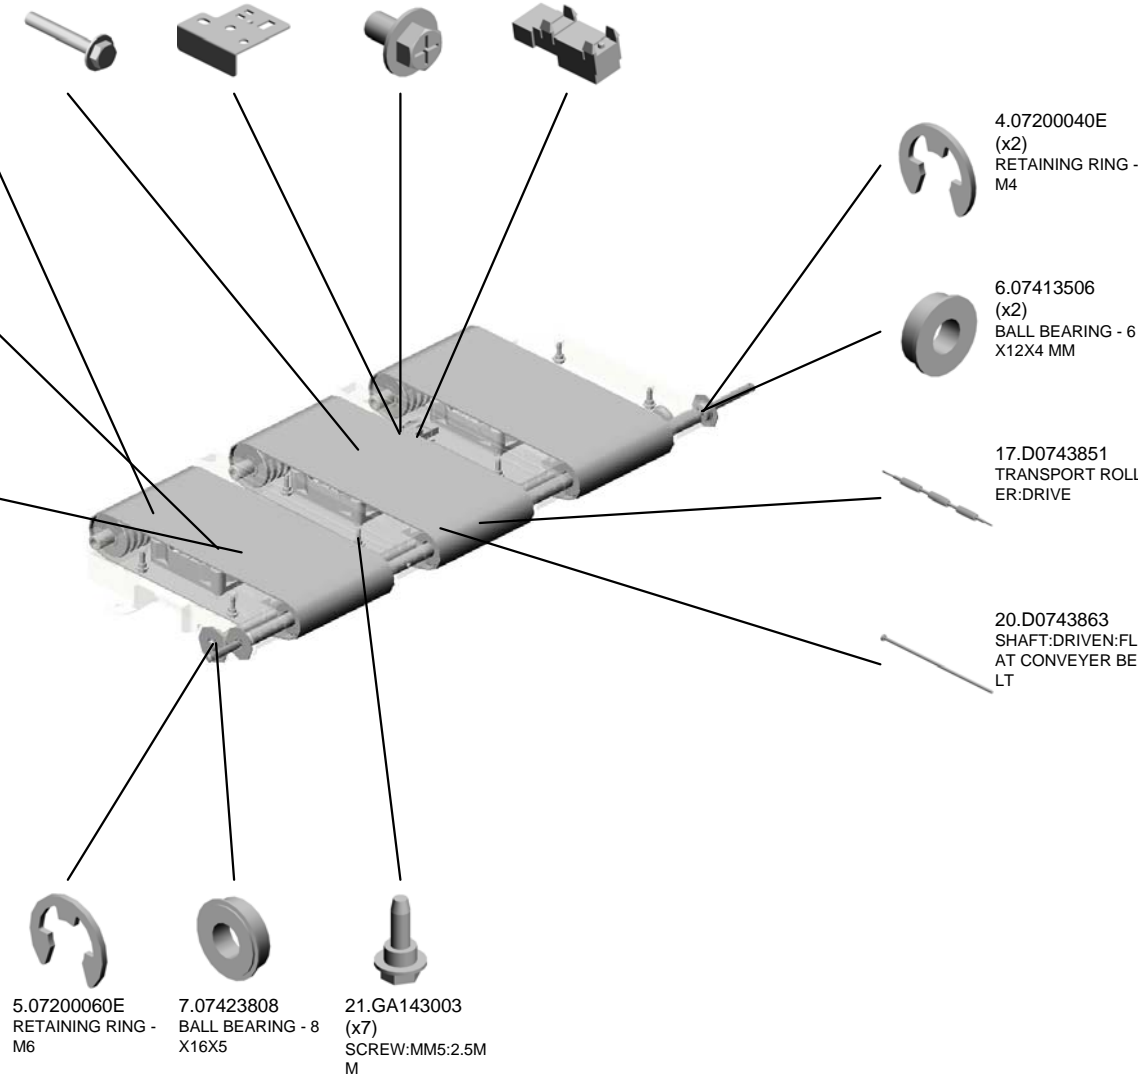 4.07200040E
(x2)
RETAINING RING -
M4
6.07413506
(x2)
BALL BEARING - 6
X12X4 MM
17.D0743851
TRANSPORT ROLL
ER:DRIVE
20.D0743863
SHAFT:DRIVEN:FL
AT CONVEYER BE
LT
5.07200060E
RETAINING RING -
M6
7.07423808
BALL BEARING - 8
X16X5
21.GA143003
(x7)
SCREW:MM5:2.5M
M